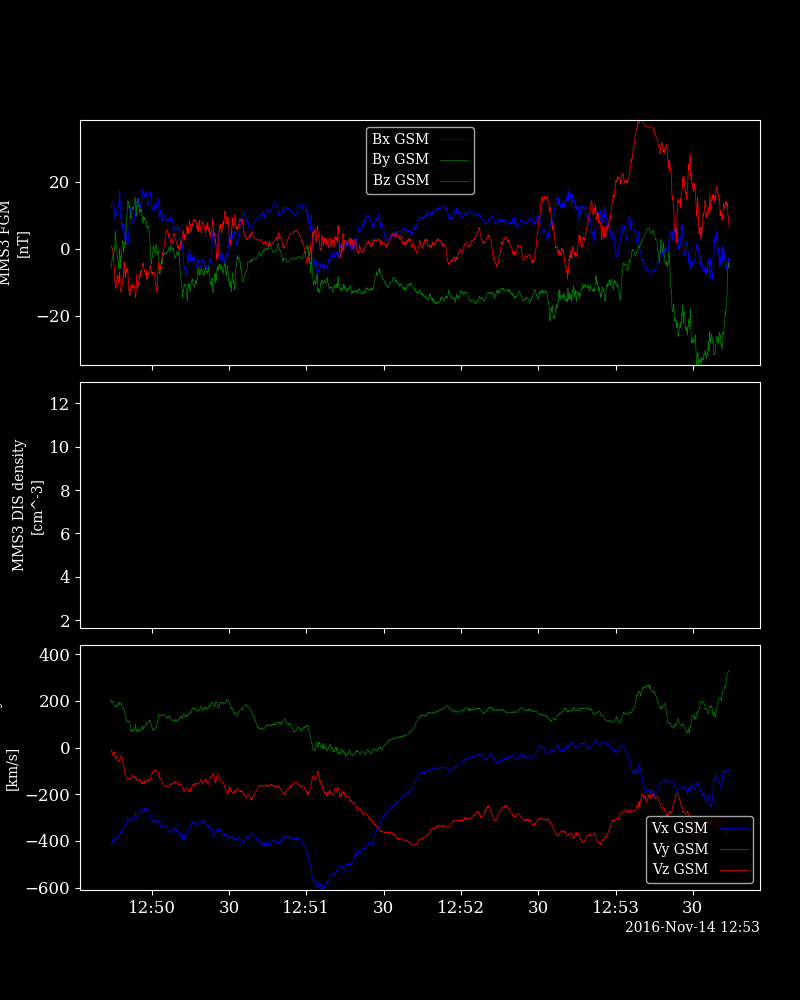 Bx GSM
By GSM
Bz GSM
20
0
−20
MMS3 FGM
[nT]
12
10
8
6
4
2
MMS3 DIS density
[cm^-3]
400
200
0
−200
−400
−600
[km/s]
Vx GSM
Vy GSM
Vz GSM
12:50
30
12:51
30
12:52
30
12:53
30
2016-Nov-14 12:53